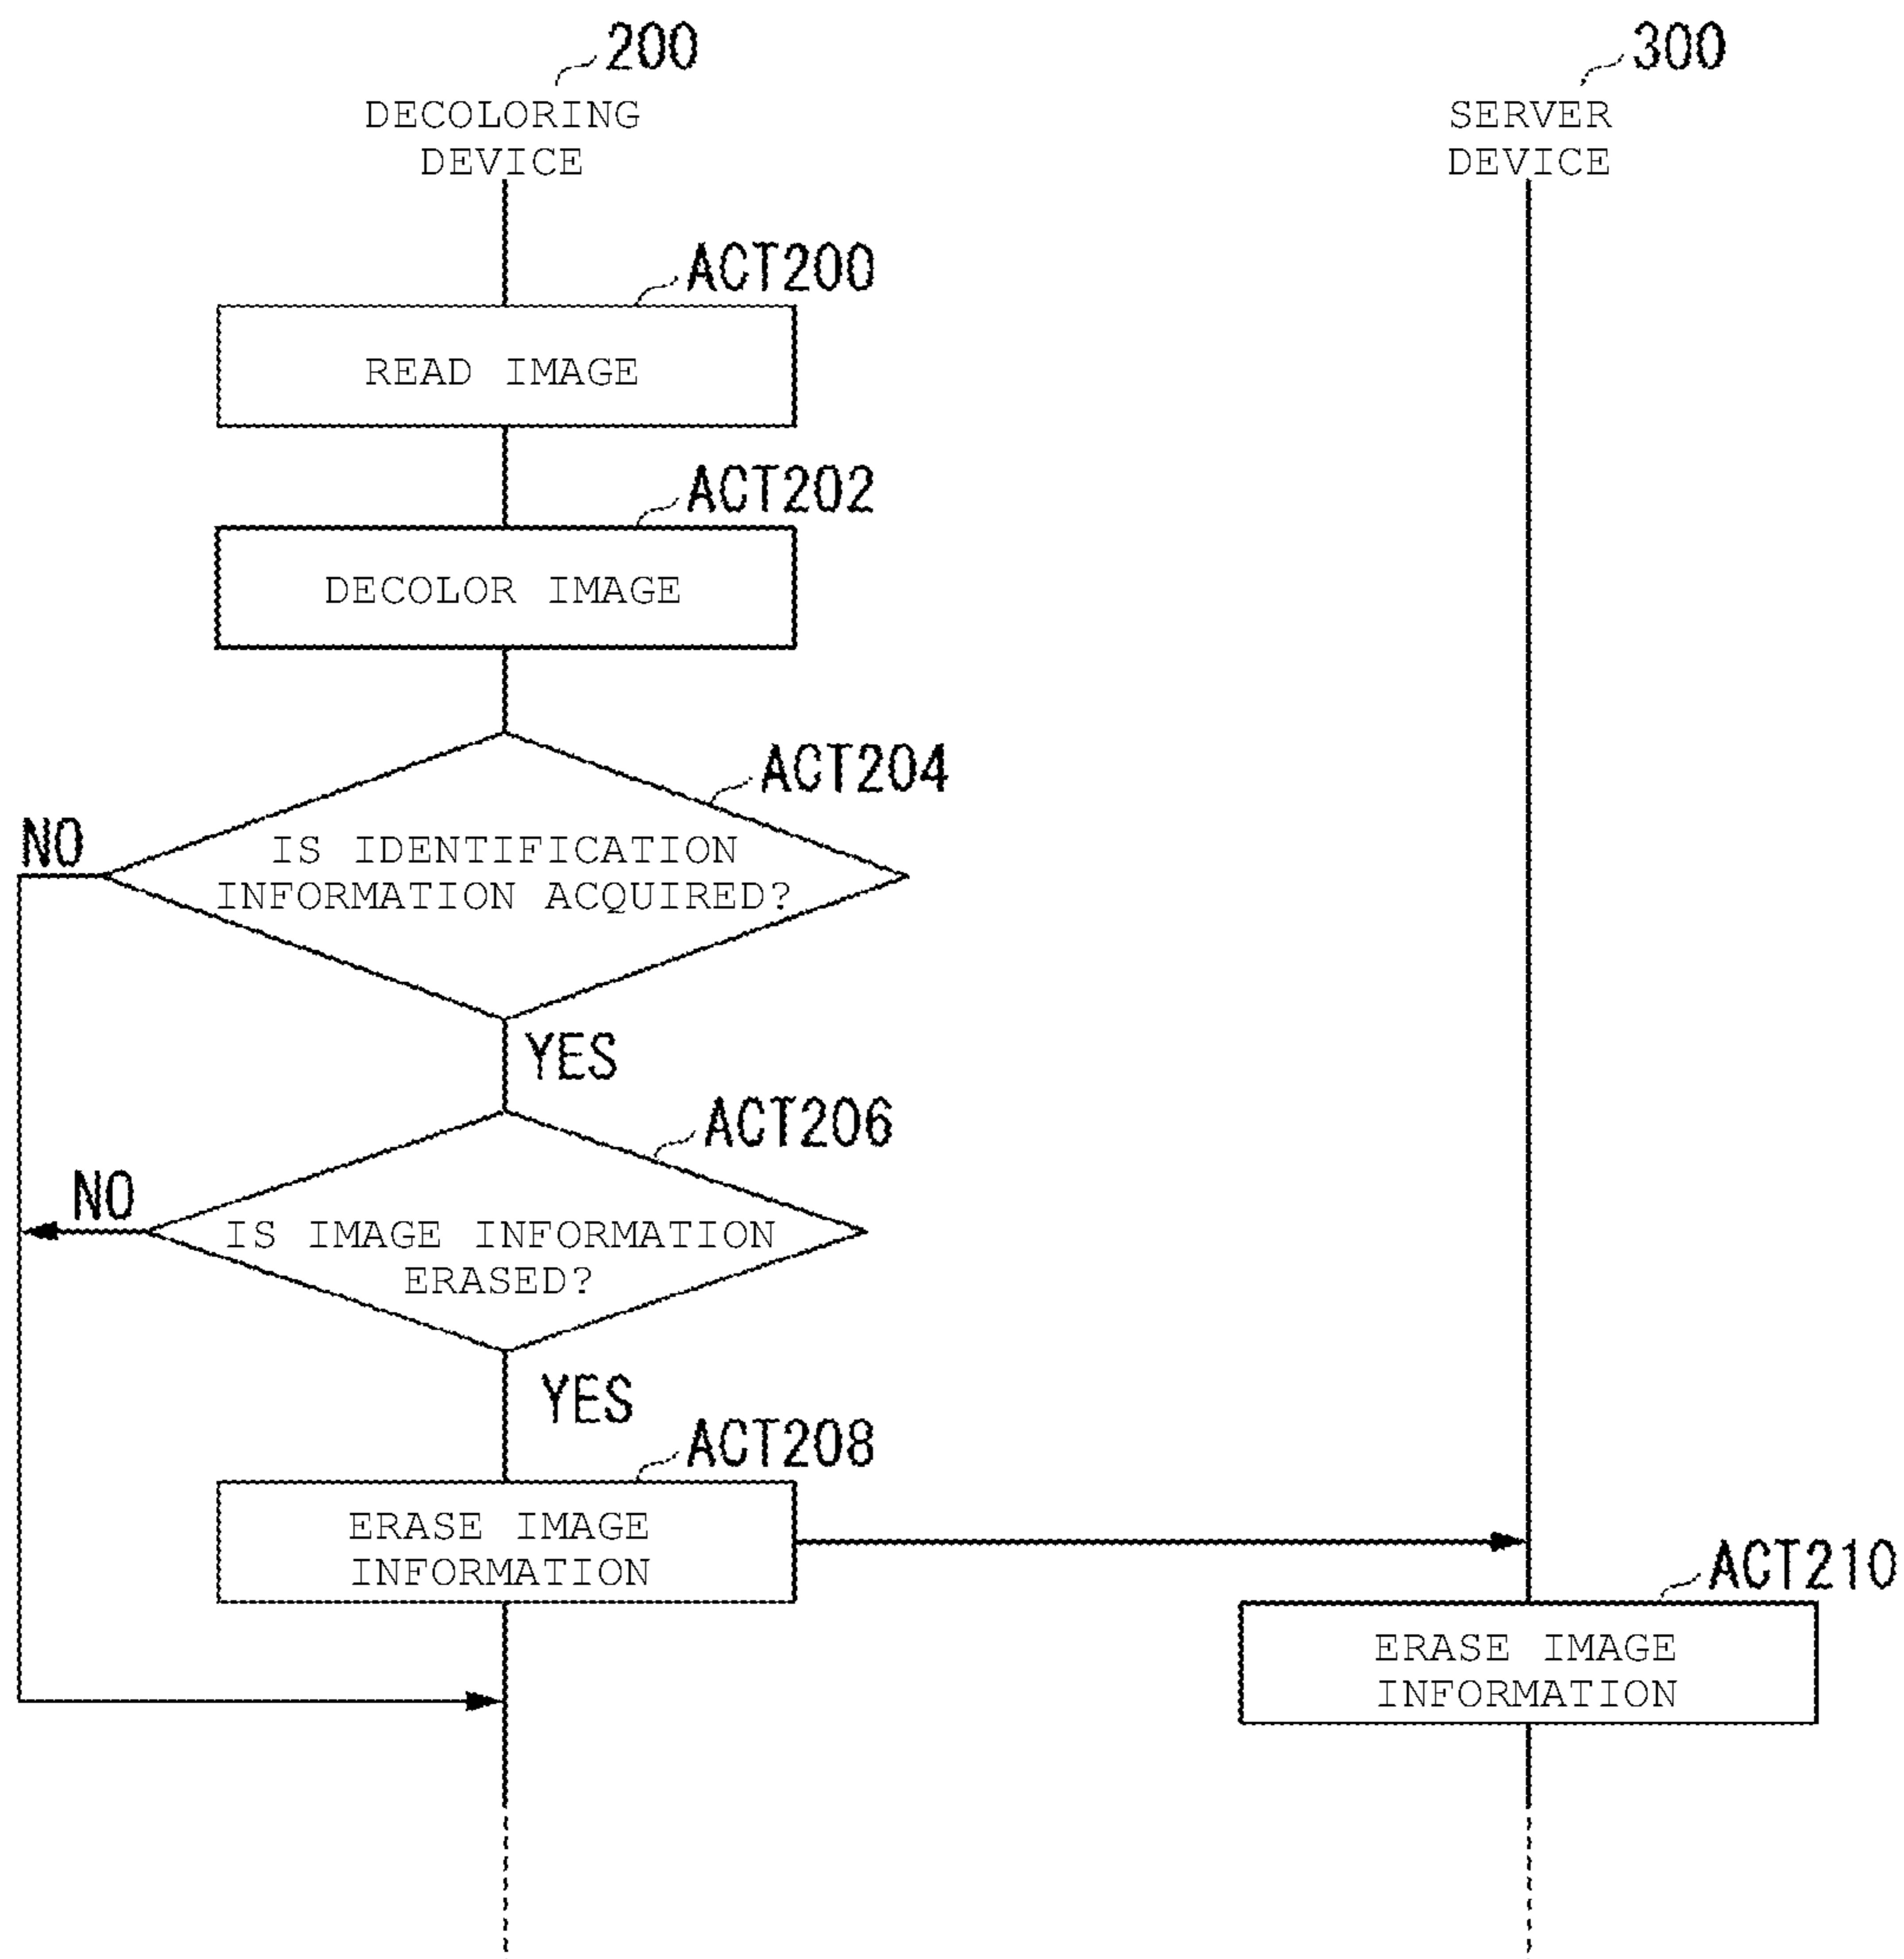 200
DECOLORING
DEVICE
300
SERVER
DEVICE
ACT200
READ IMAGE
ACT202
DECOLOR IMAGE
ACT204
NO
IS IDENTIFICATION
INFORMATION ACQUIRED?
YES
ACT206
NO
IS IMAGE INFORMATION
ERASED?
YES
ACT208
ERASE IMAGE
INFORMATION
ACT210
ERASE IMAGE
INFORMATION